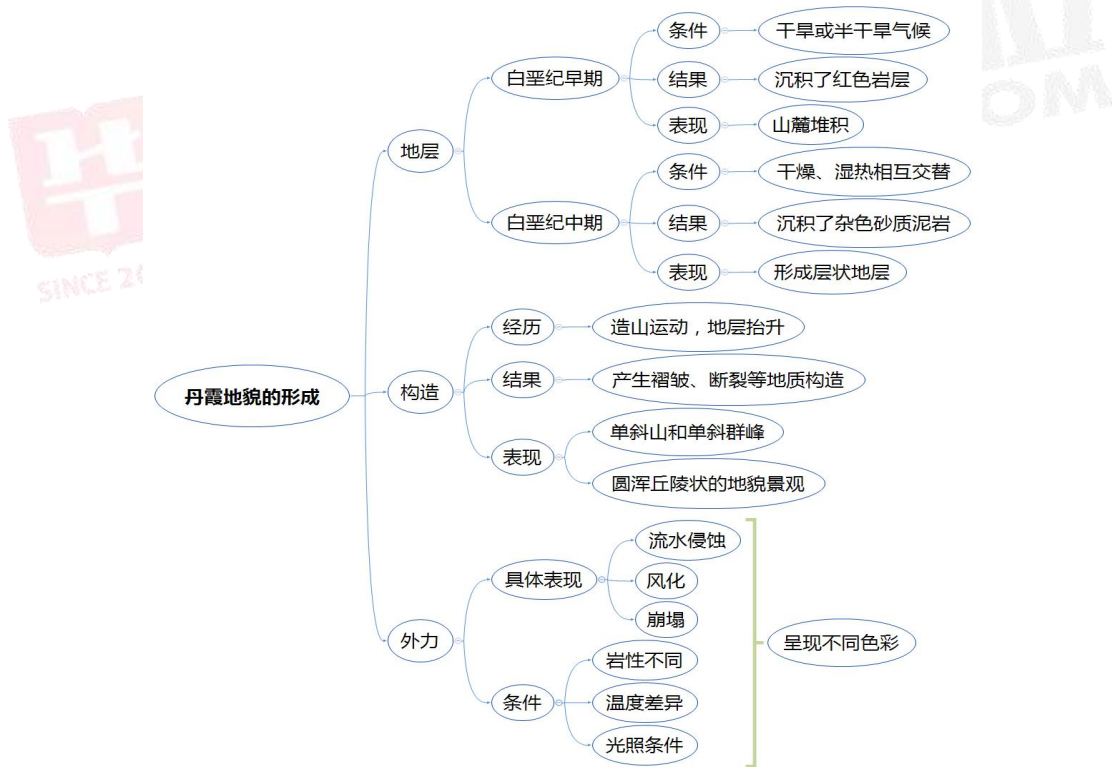 丹霞地貌的形成
地层
白垩纪早期
条件
干旱或半干旱气候
结果
沉积了红色岩层
表现
山麓堆积
白垩纪中期
条件
干燥、湿热相互交替
结果
沉积了杂色砂质泥岩
表现
形成层状地层
构造
经历
造山运动，地层抬升
结果
产生褶皱、断裂等地质构造
表现
单斜山和单斜群峰
圆浑丘陵状的地貌景观
外力
具体表现
流水侵蚀
风化
崩塌
条件
岩性不同
温度差异
光照条件
呈现不同色彩
SINCE 2
OM